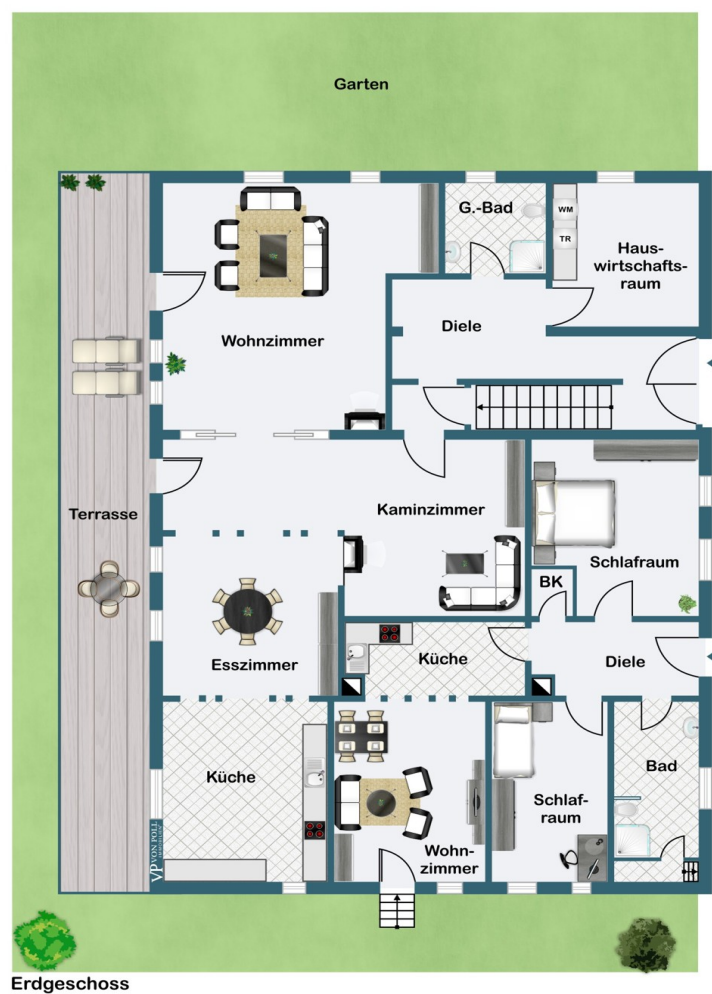 Garten
G.-Bad
WM
TR
Haus-
wirtschafts-
raum
Diele
Wohnzimmer
Terrasse
Kaminzimmer
Schlafraum
BK
Esszimmer
Küche
Diele
Küche
Bad
Schlaf-
raum
Wohn-
zimmer
VP VON POLL
Erdgeschoss